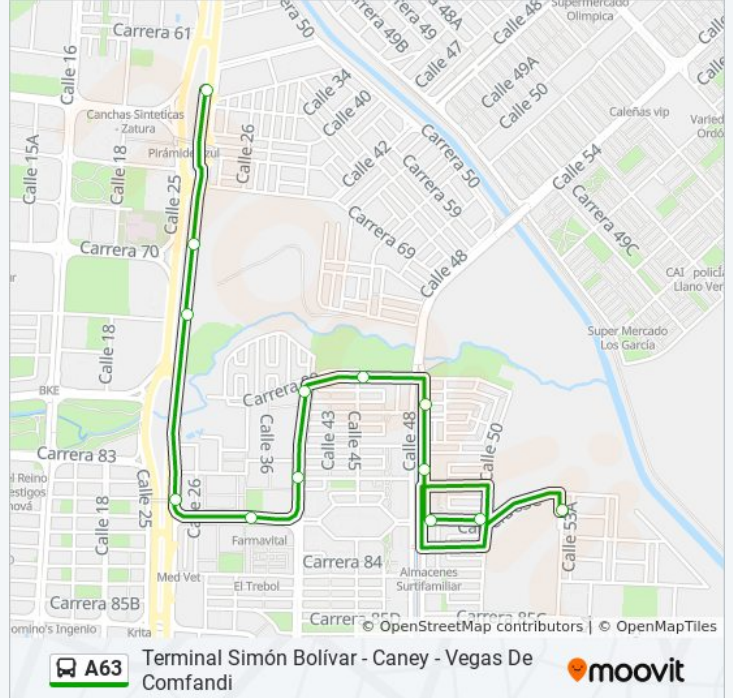 Supermercado
Olimpica
Carrera 61
Calle 16
Carrera 50
Carrera 49
Calle 48A
Carrera 49B
Calle 47
Calle 48
Calle 49A
Calle 50
Calle 34
Calle 40
Canchas Sinteticas
- Zatura
Calle 15A
Calle 18
Calle 25
Pirámide Azul
Calle 26
Calle 42
Carrera 59
Carrera 50
Calle 54
Caleñas vip
Carrera 69
Carrera 49C
Carrera 70
Calle 48
CAI policía
Llano Ver
Super Mercado
Los García
Calle 18
BKE
Calle 36
Calle 43
Calle 45
Calle 48
Calle 50
Carrera 83
Calle 25
Calle 26
Calle 18
Farmavital
Calle 53A
Carrera 84
Med Vet
El Trebol
Almacenes
Surtifamiliar
Carrera 85B
Carrera 85D
Carrera 85C
omino's Ingenio
Krita
© OpenStreetMap contributors | © OpenMapTiles
A63
Terminal Simón Bolívar - Caney - Vegas De
Comfandi
moovit